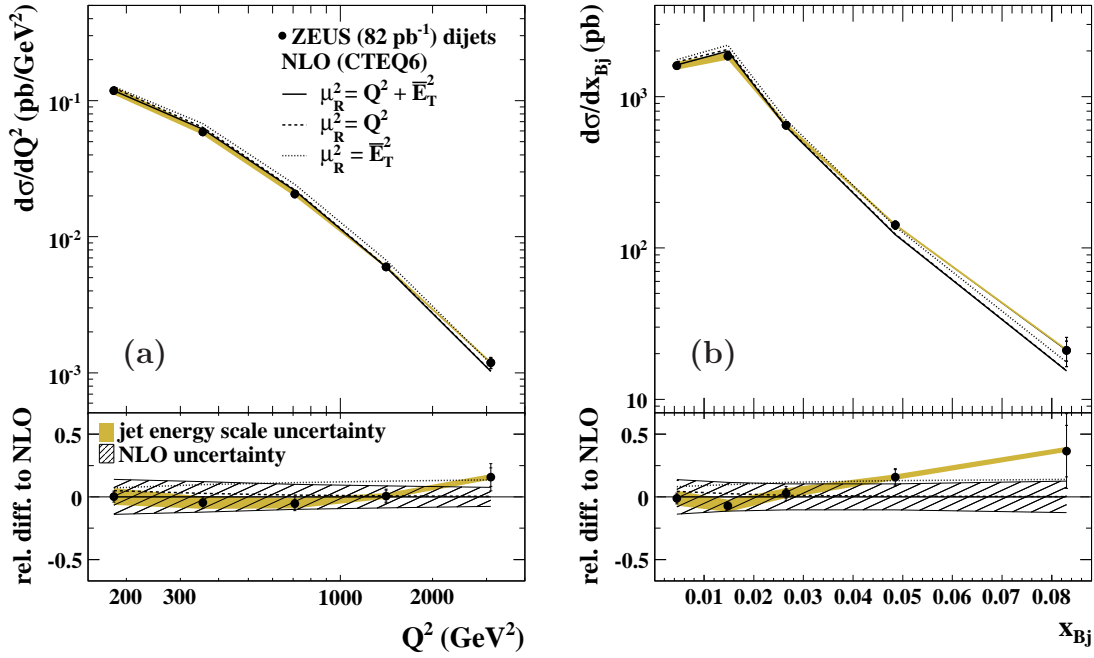 ZEUS (82 pb⁻¹) dijets
NLO (CTEQ6)
μ_R² = Q² + E̅_T²
μ_R² = Q²
μ_R² = E̅_T²
dσ/dQ² (pb/GeV²)
10⁻¹
10⁻²
10⁻³
(a)
jet energy scale uncertainty
NLO uncertainty
rel. diff. to NLO
0.5
0
-0.5
200 300 1000 2000
Q² (GeV²)
dσ/dx_Bj (pb)
10³
10²
10
(b)
rel. diff. to NLO
0.5
0
-0.5
0.01 0.02 0.03 0.04 0.05 0.06 0.07 0.08
x_Bj